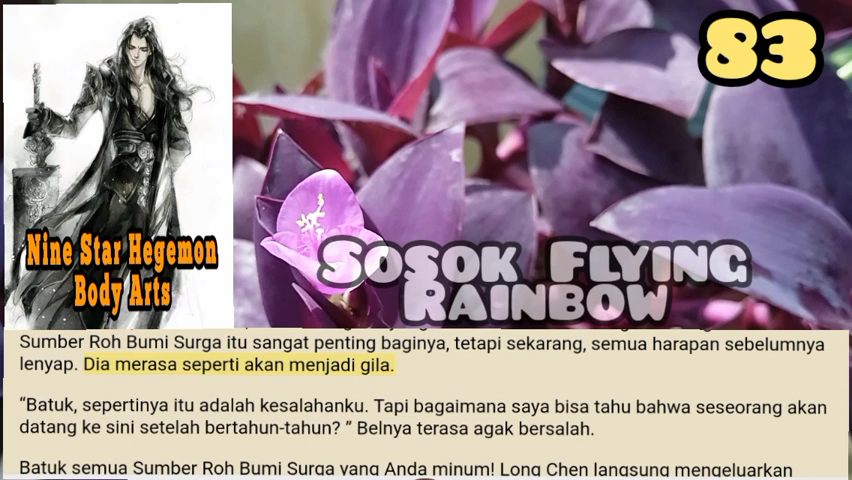 83
Nine Star Hegemon
Body Arts
Sosok Flying
Rainbow
Sumber Roh Bumi Surga itu sangat penting baginya, tetapi sekarang, semua harapan sebelumnya
lenyap. Dia merasa seperti akan menjadi gila.
“Batuk, sepertinya itu adalah kesalahanku. Tapi bagaimana saya bisa tahu bahwa seseorang akan
datang ke sini setelah bertahun-tahun? ” Belnya terasa agak bersalah.
Batuk semua Sumber Roh Bumi Surga yang Anda minum! Long Chen langsung mengeluarkan